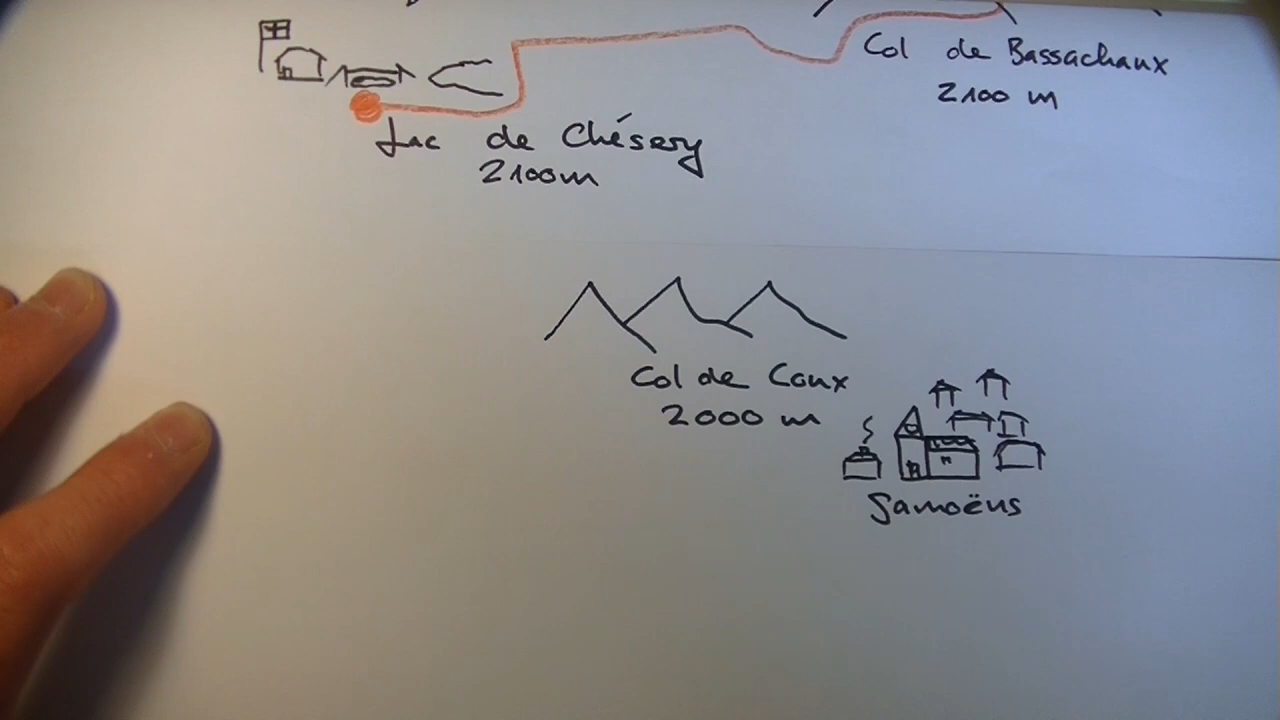 Col de Bassachaux
2100 m
Lac de Chésery
2100m
Col de Coux
2000 m
Samoëns